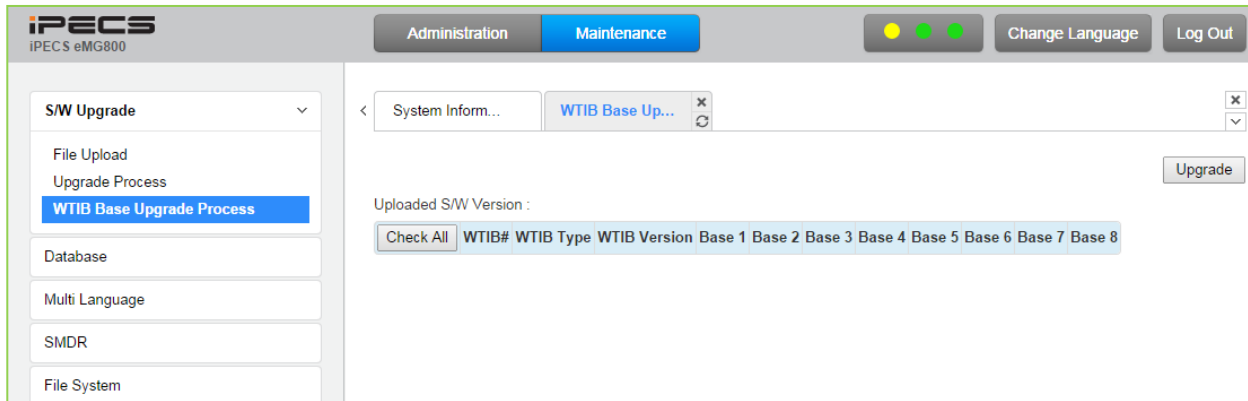 iPECS
iPECS eMG800
Administration Maintenance Change Language Log Out
S/W Upgrade
File Upload
Upgrade Process
WTIB Base Upgrade Process
Database
Multi Language
SMDR
File System
System Inform... WTIB Base Up...
Upgrade
Uploaded S/W Version :
Check All WTIB# WTIB Type WTIB Version Base 1 Base 2 Base 3 Base 4 Base 5 Base 6 Base 7 Base 8